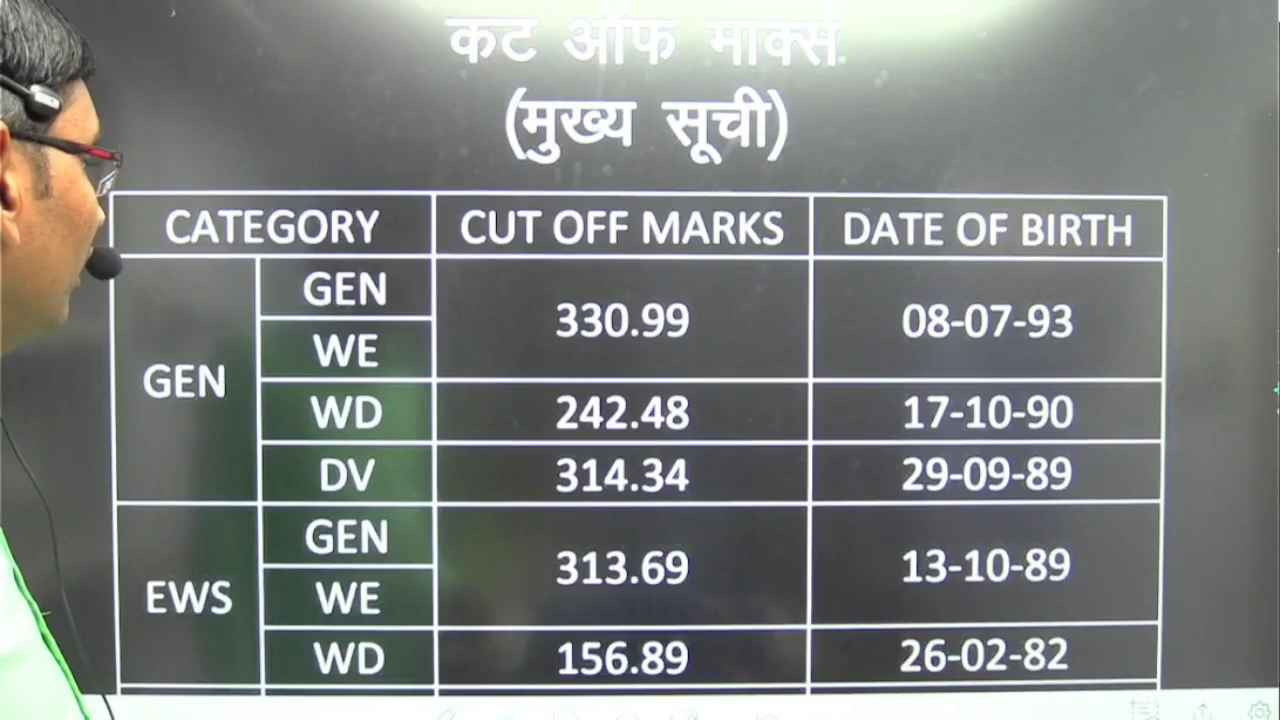 कट ऑफ मार्क्स
(मुख्य सूची)
CATEGORY CUT OFF MARKS DATE OF BIRTH
GEN GEN 330.99 08-07-93
WE
WD 242.48 17-10-90
DV 314.34 29-09-89
EWS GEN 313.69 13-10-89
WE
WD 156.89 26-02-82